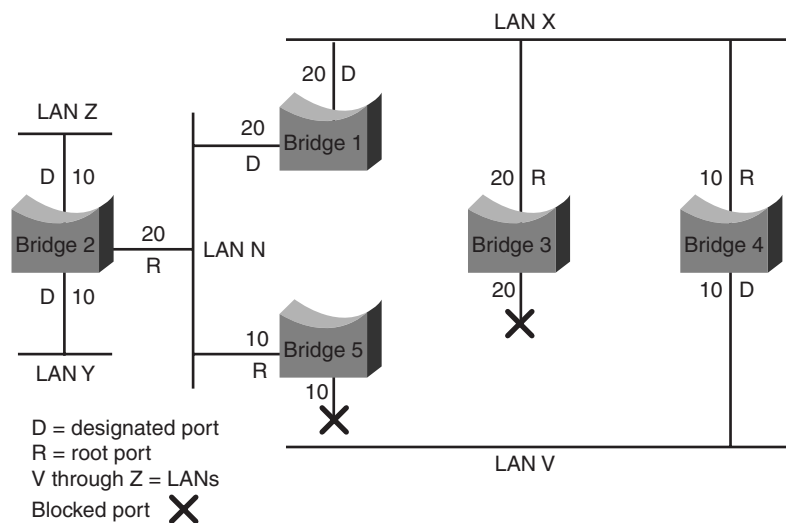 LAN X
20 D
LAN Z
20
Bridge 1
D
D 10
20 R
10 R
Bridge 2
20
LAN N
R
Bridge 3
Bridge 4
D 10
20
10 D
10
Bridge 5
R
LAN Y
10
D = designated port
R = root port
V through Z = LANs
Blocked port
LAN V